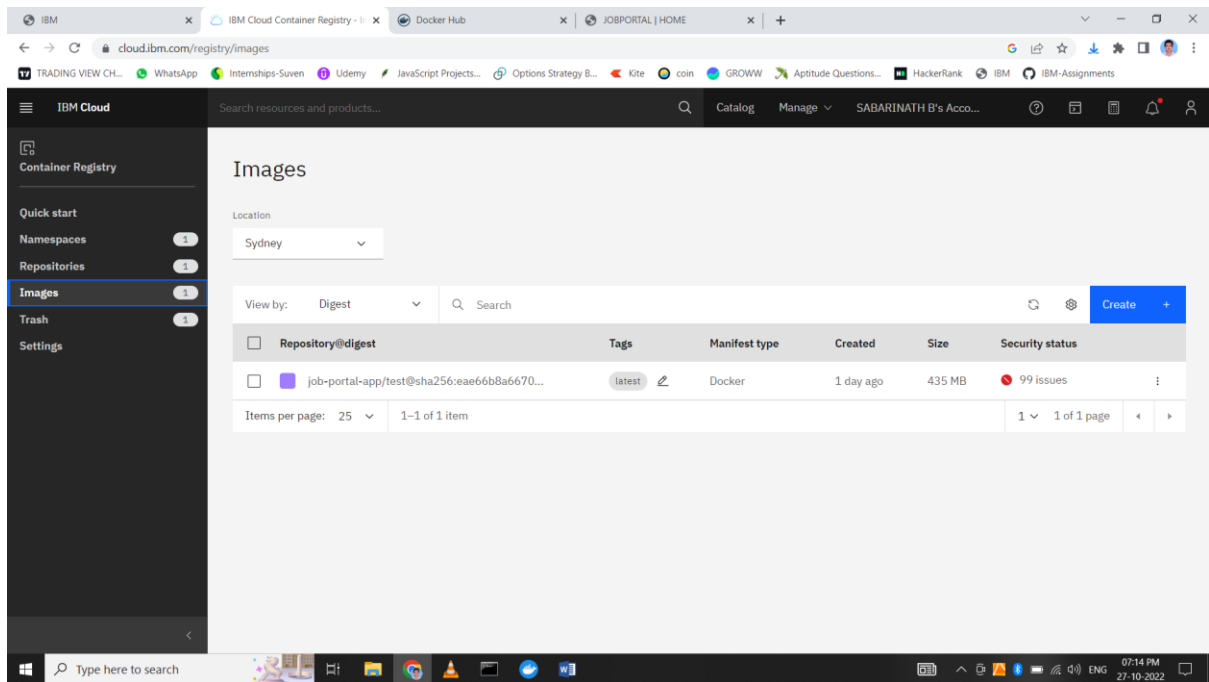 IBM IBM Cloud Container Registry - Docker Hub JOBPORTAL | HOME
cloud.ibm.com/registry/images
TRADING VIEW CH... WhatsApp Internships-Suven Udemy JavaScript Projects... Options Strategy B... Kite coin GROWW Aptitude Questions... HackerRank IBM IBM-Assignments
IBM Cloud Search resources and products... Catalog Manage SABARINATH B's Acco...
Container Registry
Quick start
Namespaces 1
Repositories 1
Images 1
Trash 1
Settings
Images
Location
Sydney
View by: Digest Search Create +
Repository@digest Tags Manifest type Created Size Security status
job-portal-app/test@sha256:eae66b8a6670... latest Docker 1 day ago 435 MB 99 issues
Items per page: 25 1–1 of 1 item 1 1 of 1 page
Type here to search ENG 07:14 PM
27-10-2022